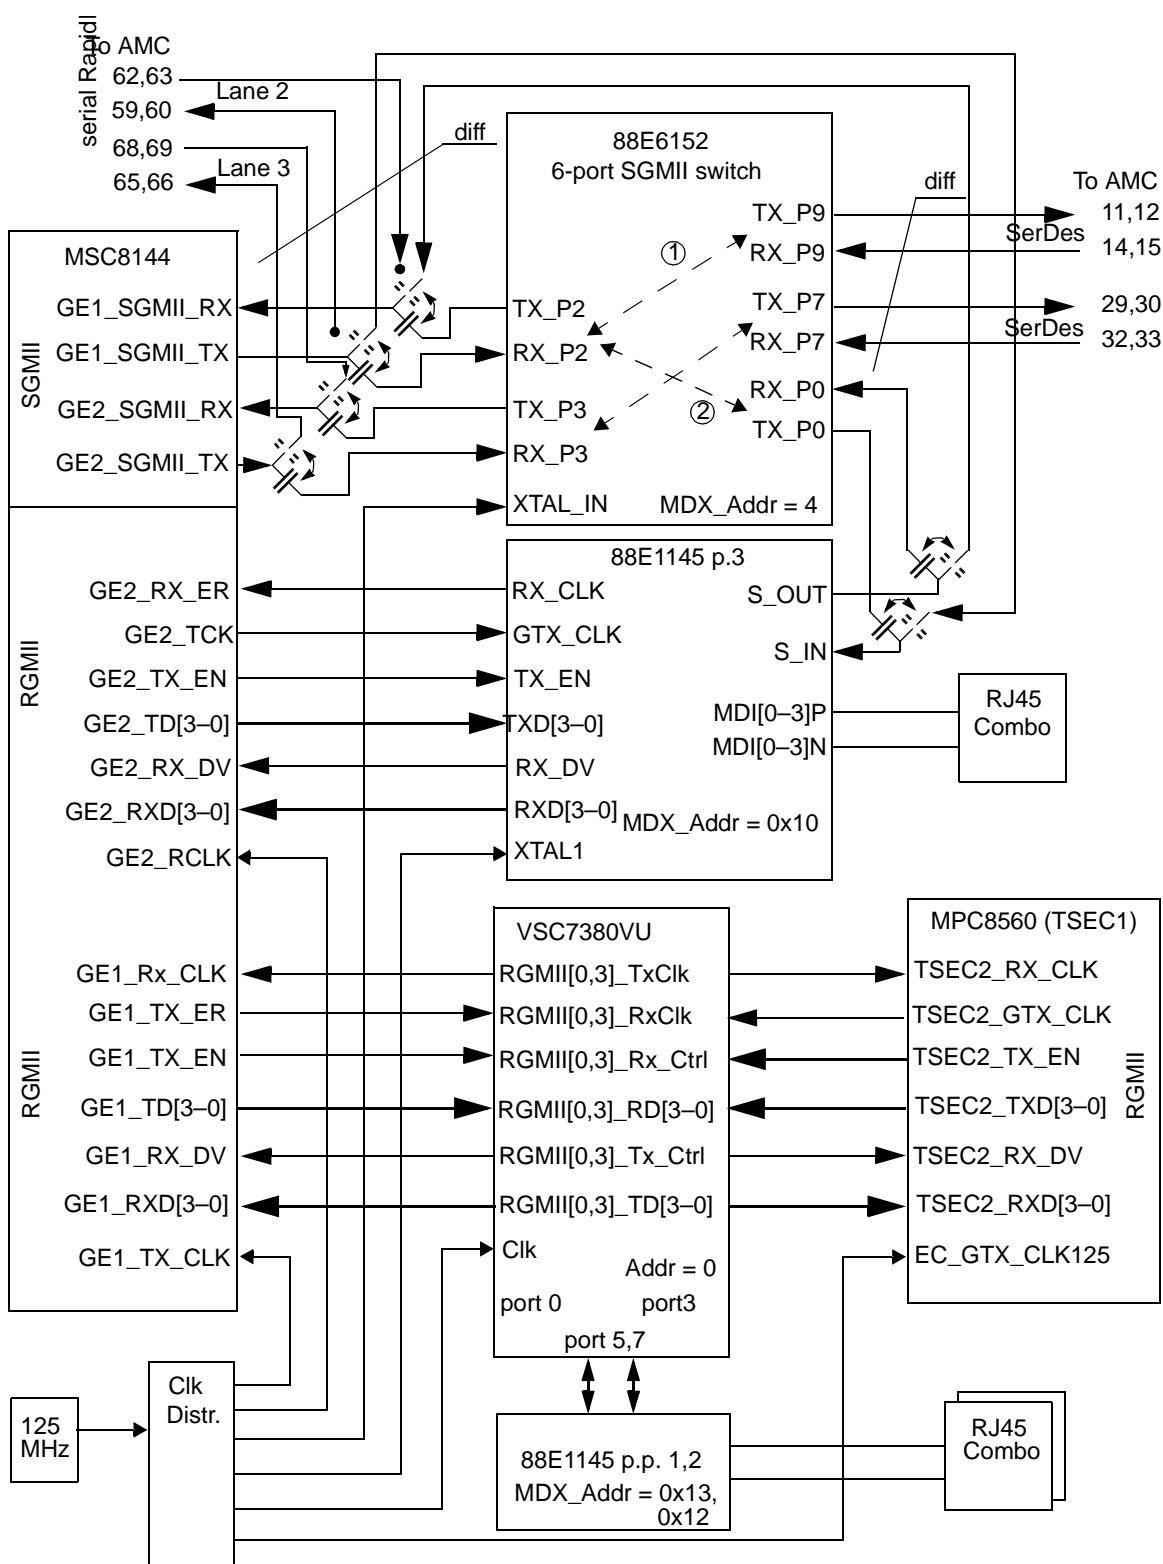 serial RapidI
To AMC
62,63
59,60
68,69
65,66
Lane 2
Lane 3
diff
88E6152
6-port SGMII switch
TX_P9
RX_P9
TX_P7
RX_P7
RX_P0
TX_P0
TX_P2
RX_P2
TX_P3
RX_P3
XTAL_IN
MDX_Addr = 4
1
2
diff
To AMC
11,12
SerDes
14,15
29,30
SerDes
32,33
MSC8144
SGMII
GE1_SGMII_RX
GE1_SGMII_TX
GE2_SGMII_RX
GE2_SGMII_TX
RGMII
GE2_RX_ER
GE2_TCK
GE2_TX_EN
GE2_TD[3–0]
GE2_RX_DV
GE2_RXD[3–0]
GE2_RCLK
88E1145 p.3
RX_CLK
GTX_CLK
TX_EN
TXD[3–0]
RX_DV
RXD[3–0]
XTAL1
S_OUT
S_IN
MDI[0–3]P
MDI[0–3]N
MDX_Addr = 0x10
RJ45
Combo
RGMII
GE1_Rx_CLK
GE1_TX_ER
GE1_TX_EN
GE1_TD[3–0]
GE1_RX_DV
GE1_RXD[3–0]
GE1_TX_CLK
VSC7380VU
RGMII[0,3]_TxClk
RGMII[0,3]_RxClk
RGMII[0,3]_Rx_Ctrl
RGMII[0,3]_RD[3–0]
RGMII[0,3]_Tx_Ctrl
RGMII[0,3]_TD[3–0]
Clk
Addr = 0
port 0
port3
port 5,7
MPC8560 (TSEC1)
TSEC2_RX_CLK
TSEC2_GTX_CLK
TSEC2_TX_EN
TSEC2_TXD[3–0]
TSEC2_RX_DV
TSEC2_RXD[3–0]
EC_GTX_CLK125
RGMII
125
MHz
Clk
Distr.
88E1145 p.p. 1,2
MDX_Addr = 0x13,
0x12
RJ45
Combo